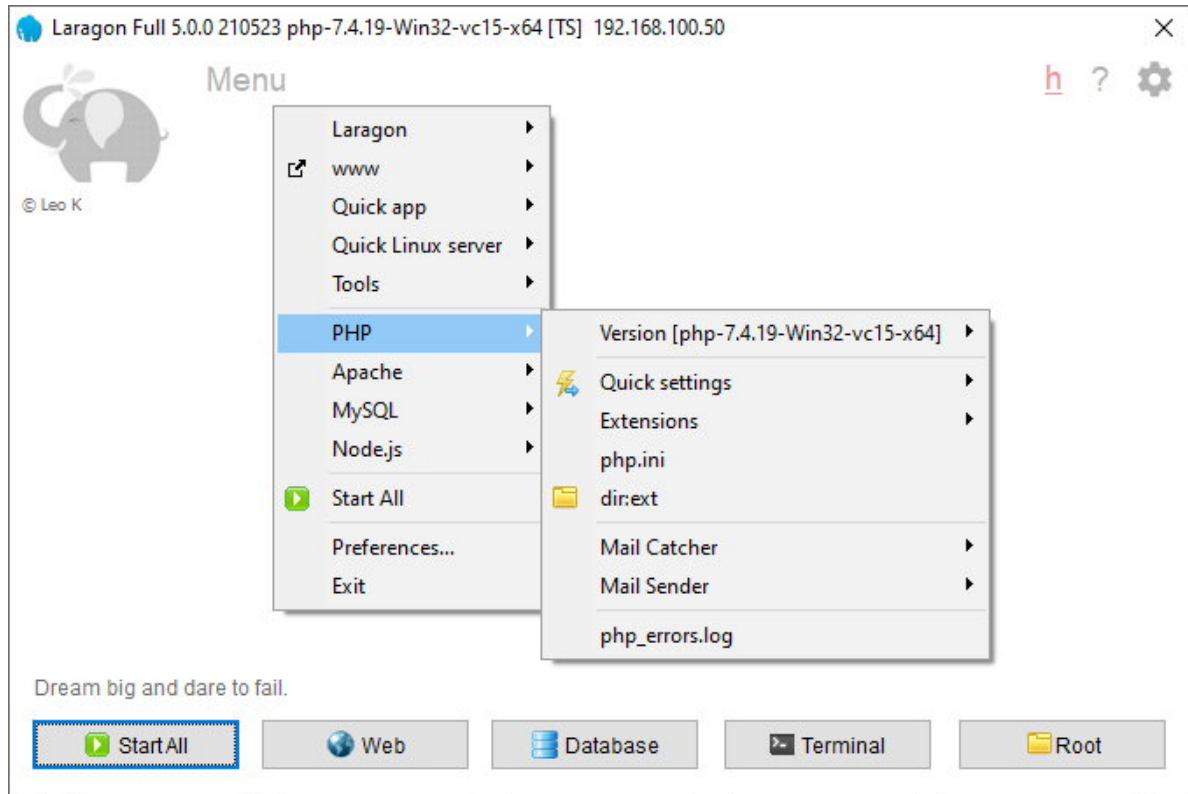 Laragon Full 5.0.0 210523 php-7.4.19-Win32-vc15-x64 [TS] 192.168.100.50
Menu
h ?
© Leo K
Laragon
www
Quick app
Quick Linux server
Tools
PHP
Apache
MySQL
Node.js
Start All
Preferences...
Exit
Version [php-7.4.19-Win32-vc15-x64]
Quick settings
Extensions
php.ini
dir:ext
Mail Catcher
Mail Sender
php_errors.log
Dream big and dare to fail.
Start All
Web
Database
Terminal
Root